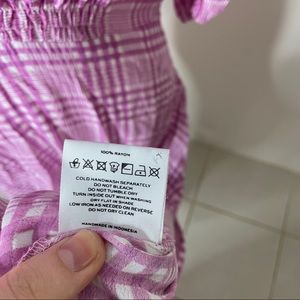 100% RAYON
COLD HANDWASH SEPARATELY
DO NOT BLEACH
DO NOT TUMBLE DRY
TURN INSIDE OUT WHEN WASHING
DRY FLAT IN SHADE
LOW IRON AS NEEDED ON REVERSE
DO NOT DRY CLEAN
HANDMADE IN INDONESIA